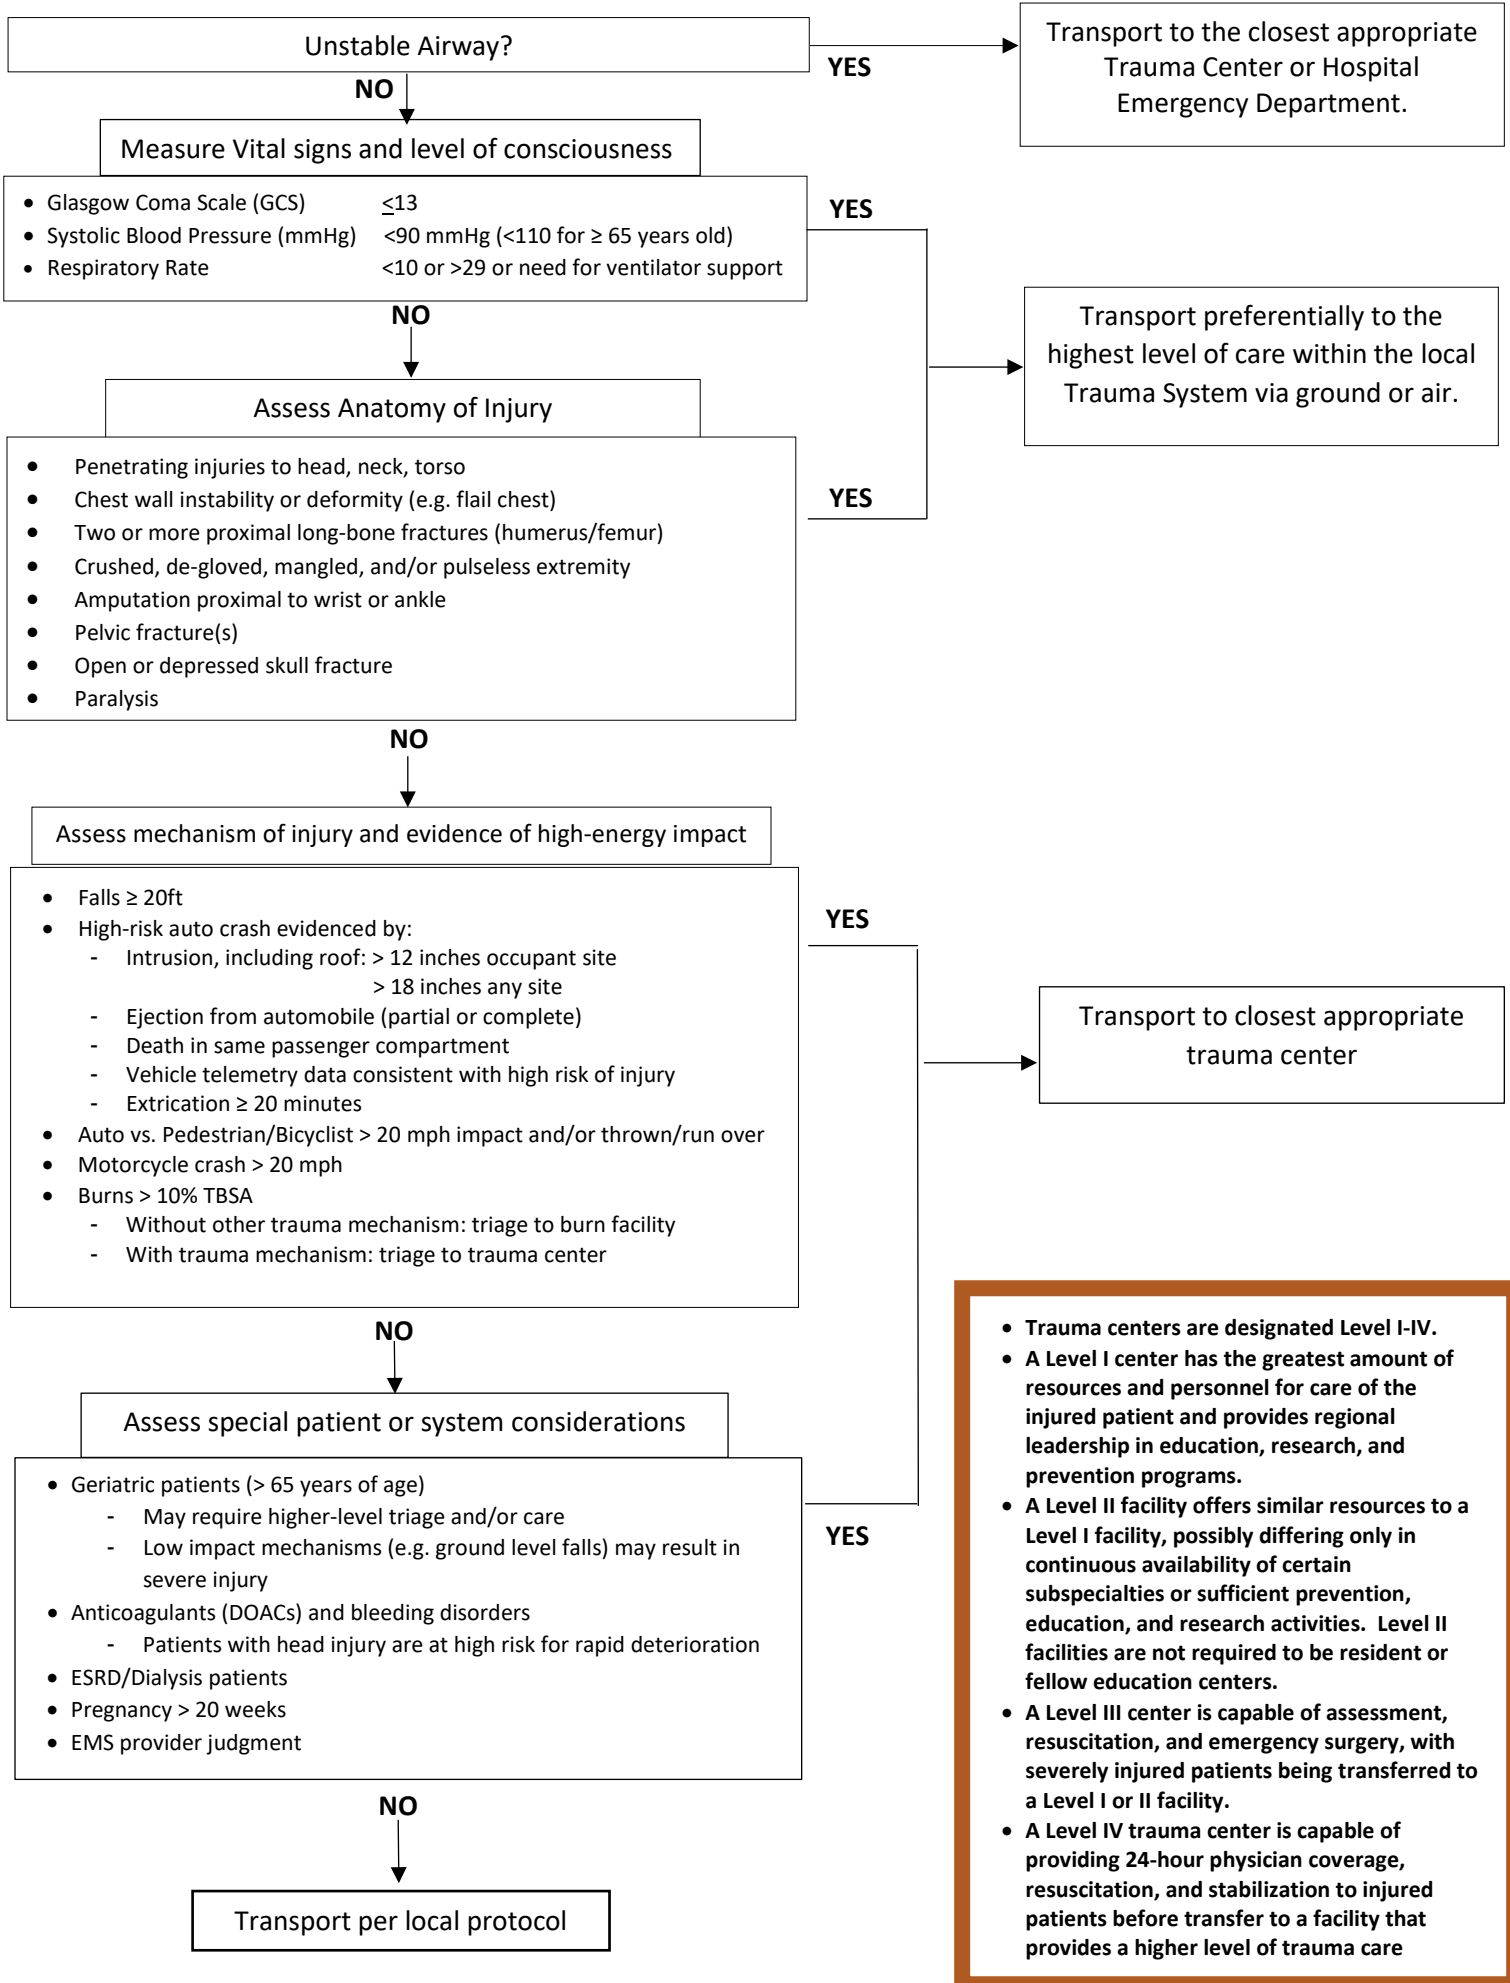 Unstable Airway?
YES
Transport to the closest appropriate
Trauma Center or Hospital
Emergency Department.
NO
Measure Vital signs and level of consciousness
• Glasgow Coma Scale (GCS) ≤13
• Systolic Blood Pressure (mmHg) <90 mmHg (<110 for ≥ 65 years old)
• Respiratory Rate <10 or >29 or need for ventilator support
YES
Transport preferentially to the
highest level of care within the local
Trauma System via ground or air.
NO
Assess Anatomy of Injury
• Penetrating injuries to head, neck, torso
• Chest wall instability or deformity (e.g. flail chest)
• Two or more proximal long-bone fractures (humerus/femur)
• Crushed, de-gloved, mangled, and/or pulseless extremity
• Amputation proximal to wrist or ankle
• Pelvic fracture(s)
• Open or depressed skull fracture
• Paralysis
YES
NO
Assess mechanism of injury and evidence of high-energy impact
• Falls ≥ 20ft
• High-risk auto crash evidenced by:
- Intrusion, including roof: > 12 inches occupant site
> 18 inches any site
- Ejection from automobile (partial or complete)
- Death in same passenger compartment
- Vehicle telemetry data consistent with high risk of injury
- Extrication ≥ 20 minutes
• Auto vs. Pedestrian/Bicyclist > 20 mph impact and/or thrown/run over
• Motorcycle crash > 20 mph
• Burns > 10% TBSA
- Without other trauma mechanism: triage to burn facility
- With trauma mechanism: triage to trauma center
YES
Transport to closest appropriate
trauma center
NO
Assess special patient or system considerations
• Geriatric patients (> 65 years of age)
- May require higher-level triage and/or care
- Low impact mechanisms (e.g. ground level falls) may result in
severe injury
• Anticoagulants (DOACs) and bleeding disorders
- Patients with head injury are at high risk for rapid deterioration
• ESRD/Dialysis patients
• Pregnancy > 20 weeks
• EMS provider judgment
YES
NO
Transport per local protocol
• Trauma centers are designated Level I-IV.
• A Level I center has the greatest amount of
resources and personnel for care of the
injured patient and provides regional
leadership in education, research, and
prevention programs.
• A Level II facility offers similar resources to a
Level I facility, possibly differing only in
continuous availability of certain
subspecialties or sufficient prevention,
education, and research activities. Level II
facilities are not required to be resident or
fellow education centers.
• A Level III center is capable of assessment,
resuscitation, and emergency surgery, with
severely injured patients being transferred to
a Level I or II facility.
• A Level IV trauma center is capable of
providing 24-hour physician coverage,
resuscitation, and stabilization to injured
patients before transfer to a facility that
provides a higher level of trauma care